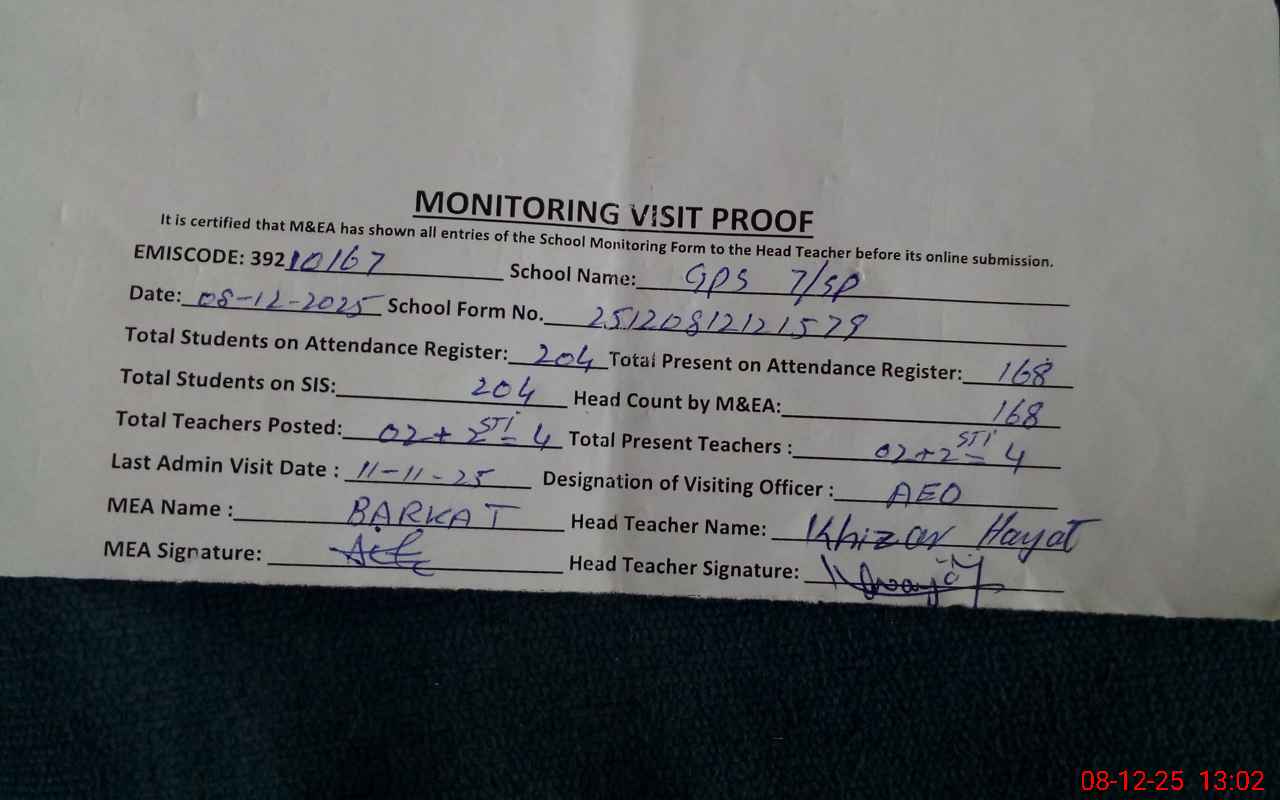 MONITORING VISIT PROOF
It is certified that M&EA has shown all entries of the School Monitoring Form to the Head Teacher before its online submission.
EMISCODE: 39210167 School Name: GPS 7/SP
Date: 08-12-2025 School Form No. 25120812121579
Total Students on Attendance Register: 204 Total Present on Attendance Register: 168
Total Students on SIS: 204 Head Count by M&EA: 168
Total Teachers Posted: 02+2 STI = 4 Total Present Teachers : 02+2 STI = 4
Last Admin Visit Date : 11-11-25 Designation of Visiting Officer : AEO
MEA Name : BARKAT Head Teacher Name: Khizar Hayat
MEA Signature: Head Teacher Signature:
08-12-25 13:02